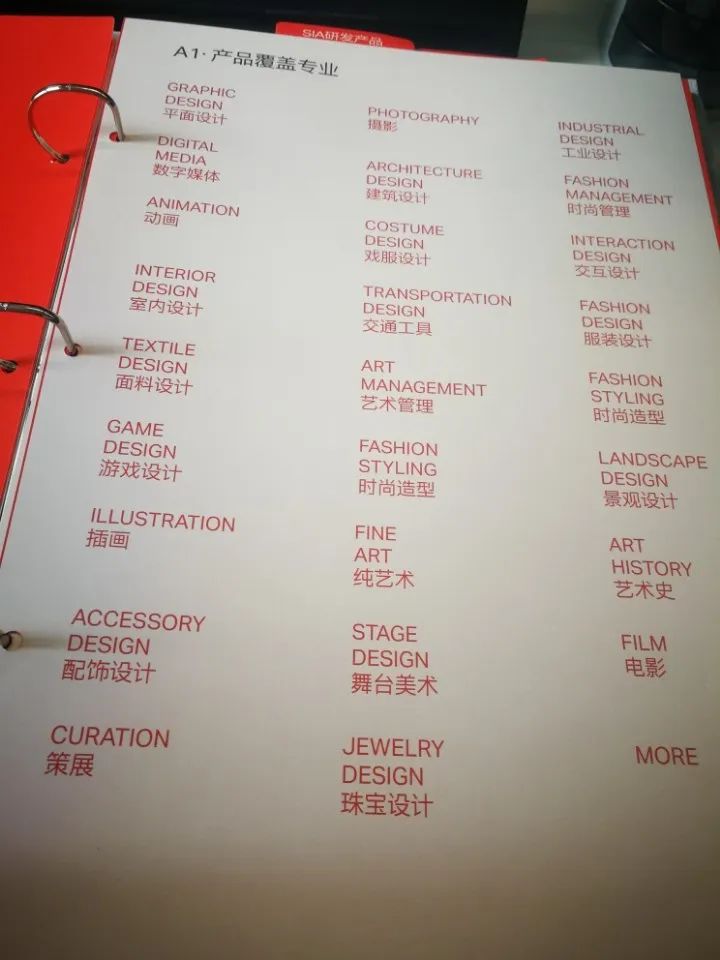 SIA研发产品
A1·产品覆盖专业
GRAPHIC
DESIGN
平面设计
DIGITAL
MEDIA
数字媒体
ANIMATION
动画
INTERIOR
DESIGN
室内设计
TEXTILE
DESIGN
面料设计
GAME
DESIGN
游戏设计
ILLUSTRATION
插画
ACCESSORY
DESIGN
配饰设计
CURATION
策展
PHOTOGRAPHY
摄影
ARCHITECTURE
DESIGN
建筑设计
COSTUME
DESIGN
戏服设计
TRANSPORTATION
DESIGN
交通工具
ART
MANAGEMENT
艺术管理
FASHION
STYLING
时尚造型
FINE
ART
纯艺术
STAGE
DESIGN
舞台美术
JEWELRY
DESIGN
珠宝设计
INDUSTRIAL
DESIGN
工业设计
FASHION
MANAGEMENT
时尚管理
INTERACTION
DESIGN
交互设计
FASHION
DESIGN
服装设计
FASHION
STYLING
时尚造型
LANDSCAPE
DESIGN
景观设计
ART
HISTORY
艺术史
FILM
电影
MORE